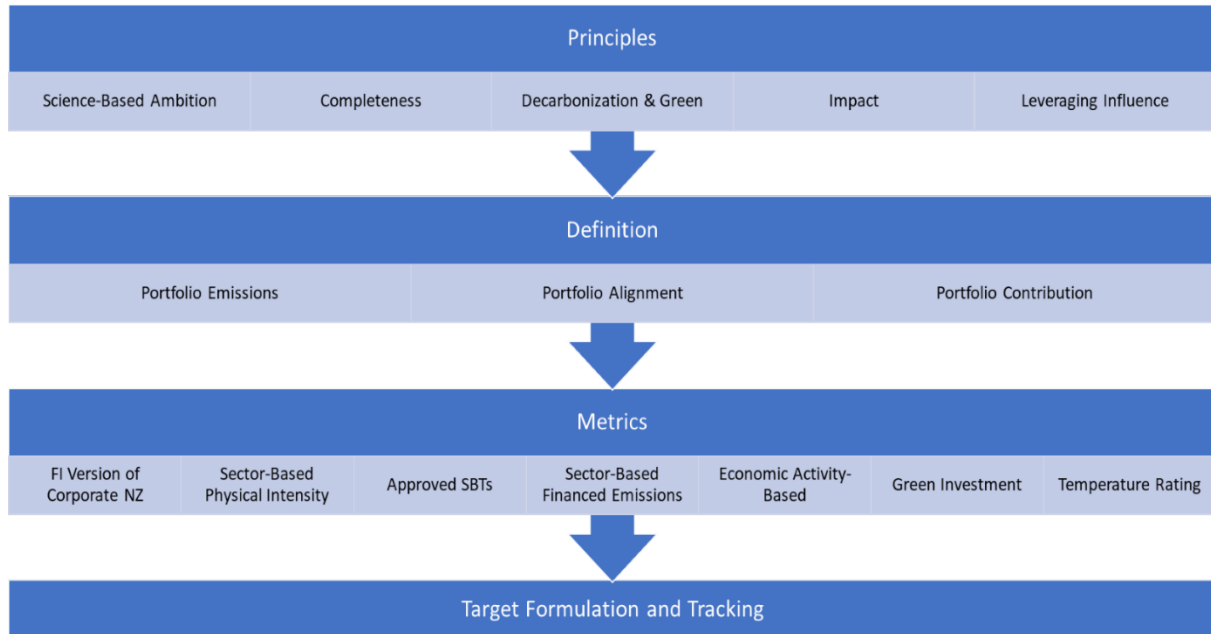 Principles
Science-Based Ambition
Completeness
Decarbonization & Green
Impact
Leveraging Influence
Definition
Portfolio Emissions
Portfolio Alignment
Portfolio Contribution
Metrics
FI Version of
Corporate NZ
Sector-Based
Physical Intensity
Approved SBTs
Sector-Based
Financed Emissions
Economic Activity-
Based
Green Investment
Temperature Rating
Target Formulation and Tracking